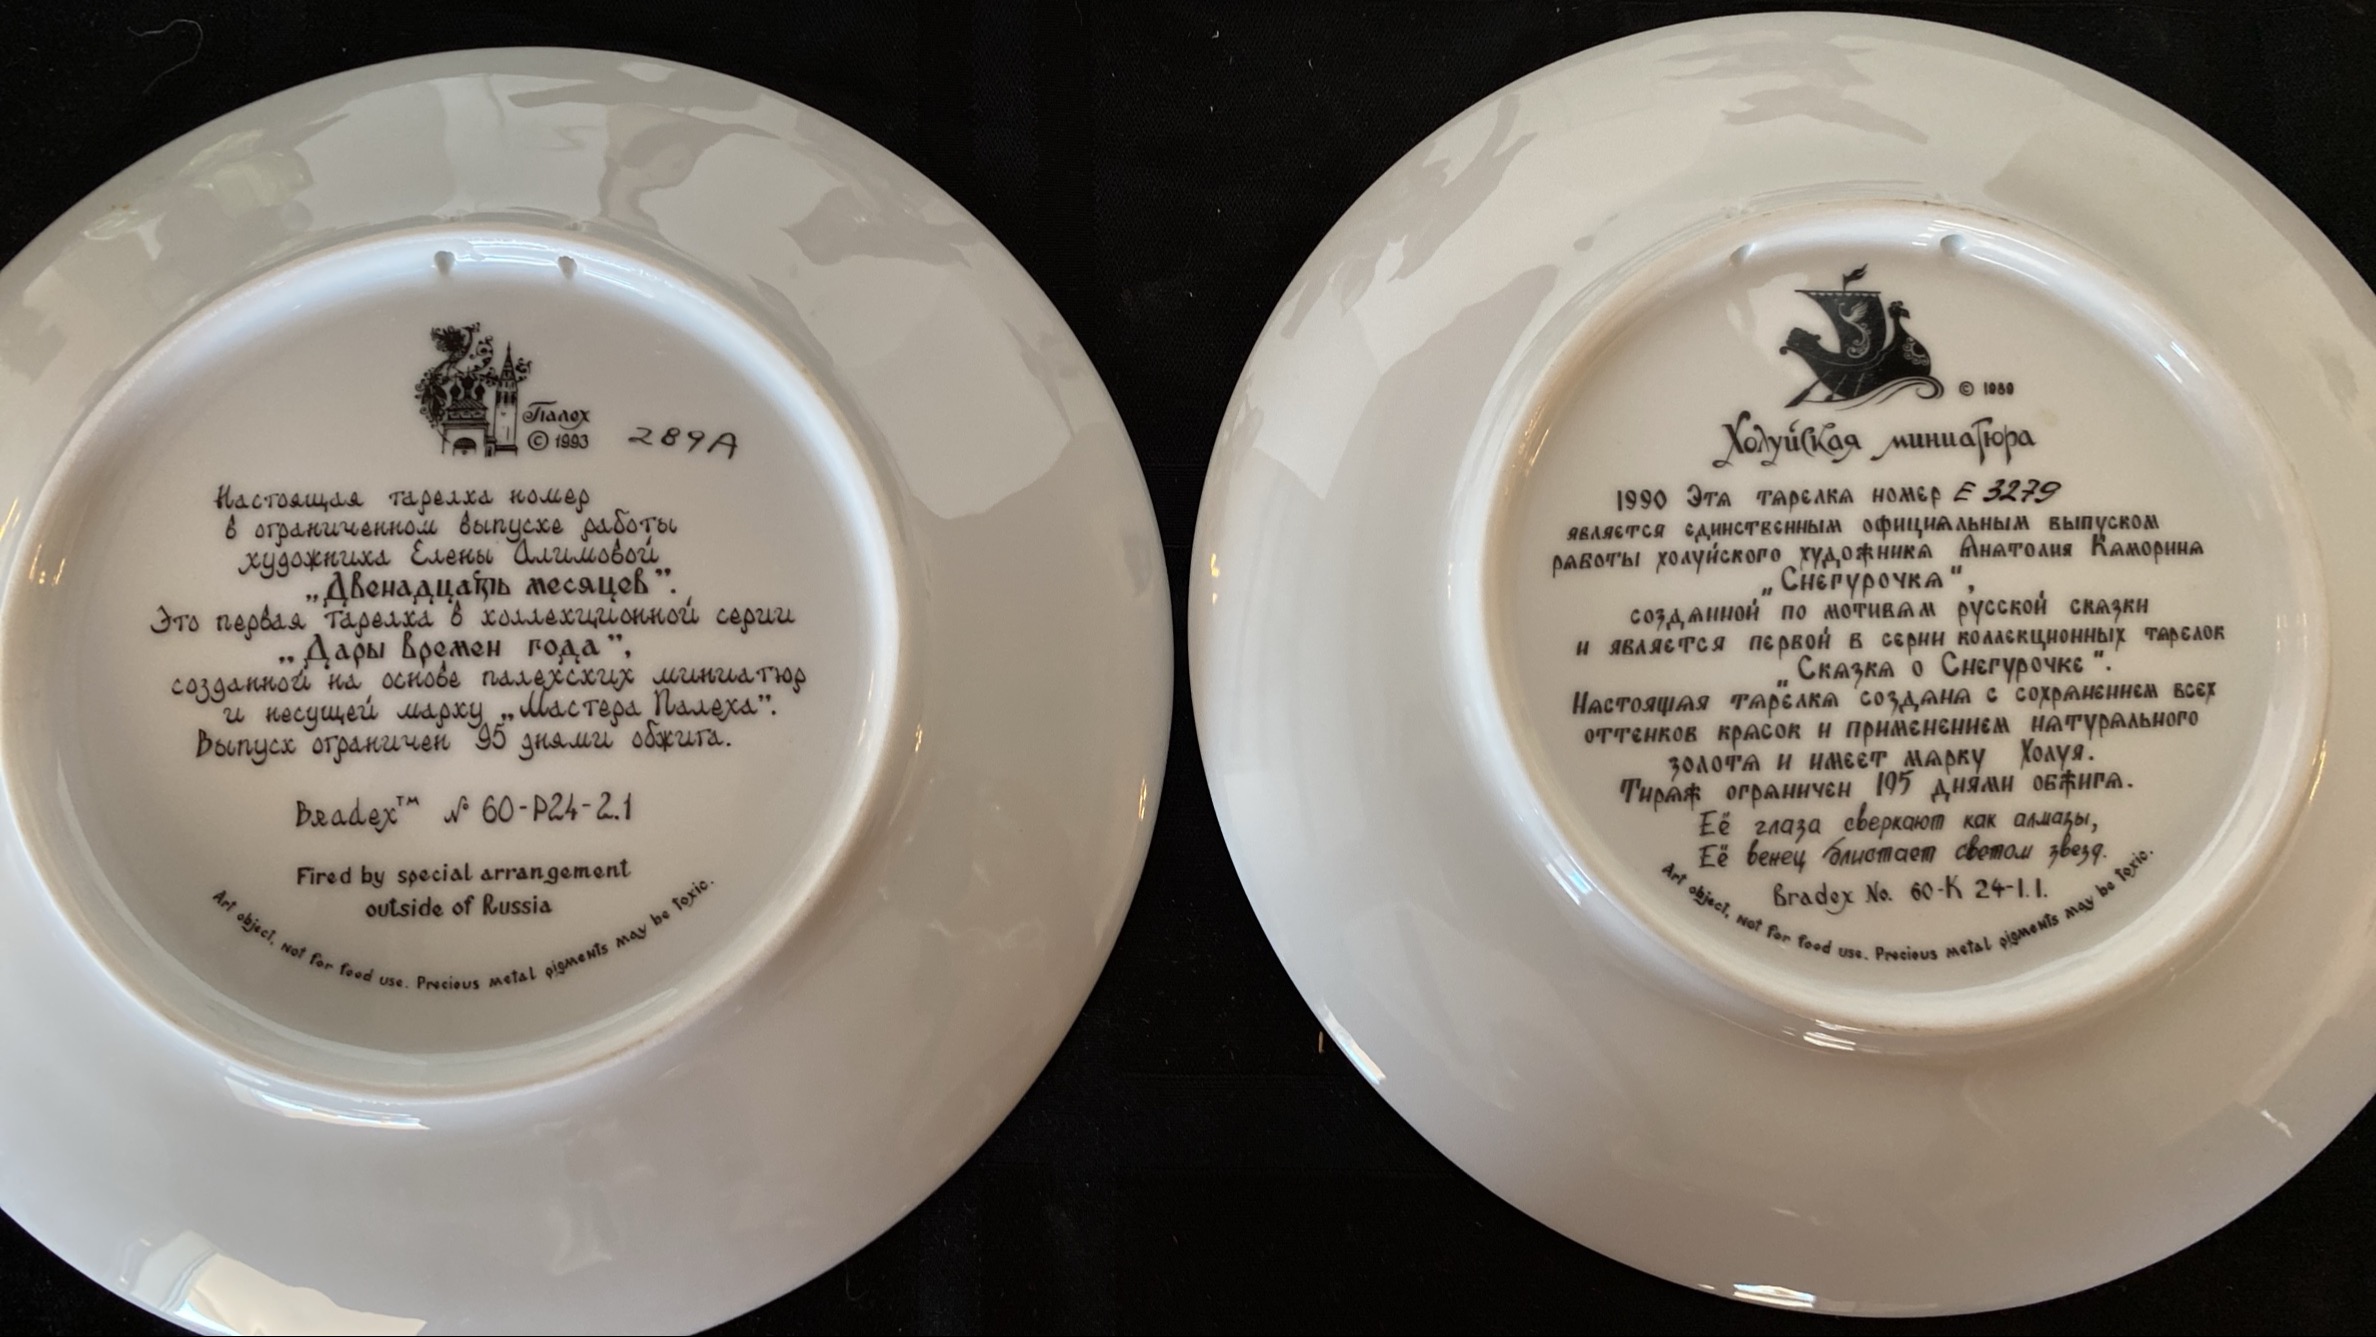 Палех
© 1993 289A
Настоящая тарелка номер
в ограниченном выпуске работы
художника Елены Алимовой
„Двенадцать месяцев”.
Это первая тарелка в коллекционной серии
„Дары времен года”,
созданной на основе палехских миниатюр
и несущей марку „Мастера Палеха”.
Выпуск ограничен 95 днями обжига.
Bradex™ № 60-P24-2.1
Fired by special arrangement
outside of Russia
Art object, not for food use. Precious metal pigments may be toxic.
© 1989
Холуйская миниатюра
1990 Эта тарелка номер E 3279
является единственным официальным выпуском
работы холуйского художника Анатолия Каморина
„Снегурочка”,
созданной по мотивам русской сказки
и является первой в серии коллекционных тарелок
„Сказка о Снегурочке”.
Настоящая тарелка создана с сохранением всех
оттенков красок и применением натурального
золота и имеет марку Холуя.
Тираж ограничен 195 днями обжига.
Её глаза сверкают как алмазы,
Её венец блистает светом звезд.
Bradex No. 60-K 24-1.1.
Art object, not for food use. Precious metal pigments may be toxic.